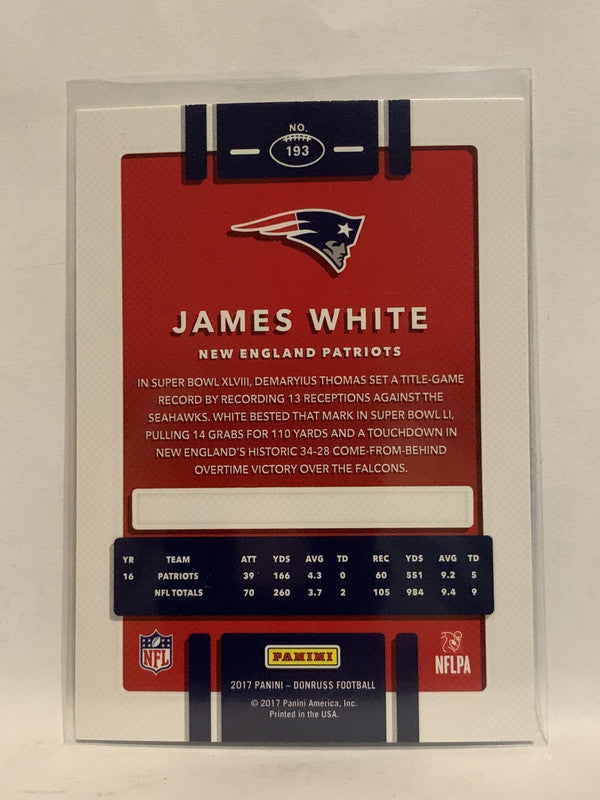 NO.
193
JAMES WHITE
NEW ENGLAND PATRIOTS
IN SUPER BOWL XLVIII, DEMARYIUS THOMAS SET A TITLE-GAME
RECORD BY RECORDING 13 RECEPTIONS AGAINST THE
SEAHAWKS. WHITE BESTED THAT MARK IN SUPER BOWL LI,
PULLING 14 GRABS FOR 110 YARDS AND A TOUCHDOWN IN
NEW ENGLAND'S HISTORIC 34-28 COME-FROM-BEHIND
OVERTIME VICTORY OVER THE FALCONS.
YR TEAM ATT YDS AVG TD REC YDS AVG TD
16 PATRIOTS 39 166 4.3 0 60 551 9.2 5
NFL TOTALS 70 260 3.7 2 105 984 9.4 9
NFL
PANINI
NFLPA
2017 PANINI – DONRUSS FOOTBALL
© 2017 Panini America, Inc.
Printed in the USA.